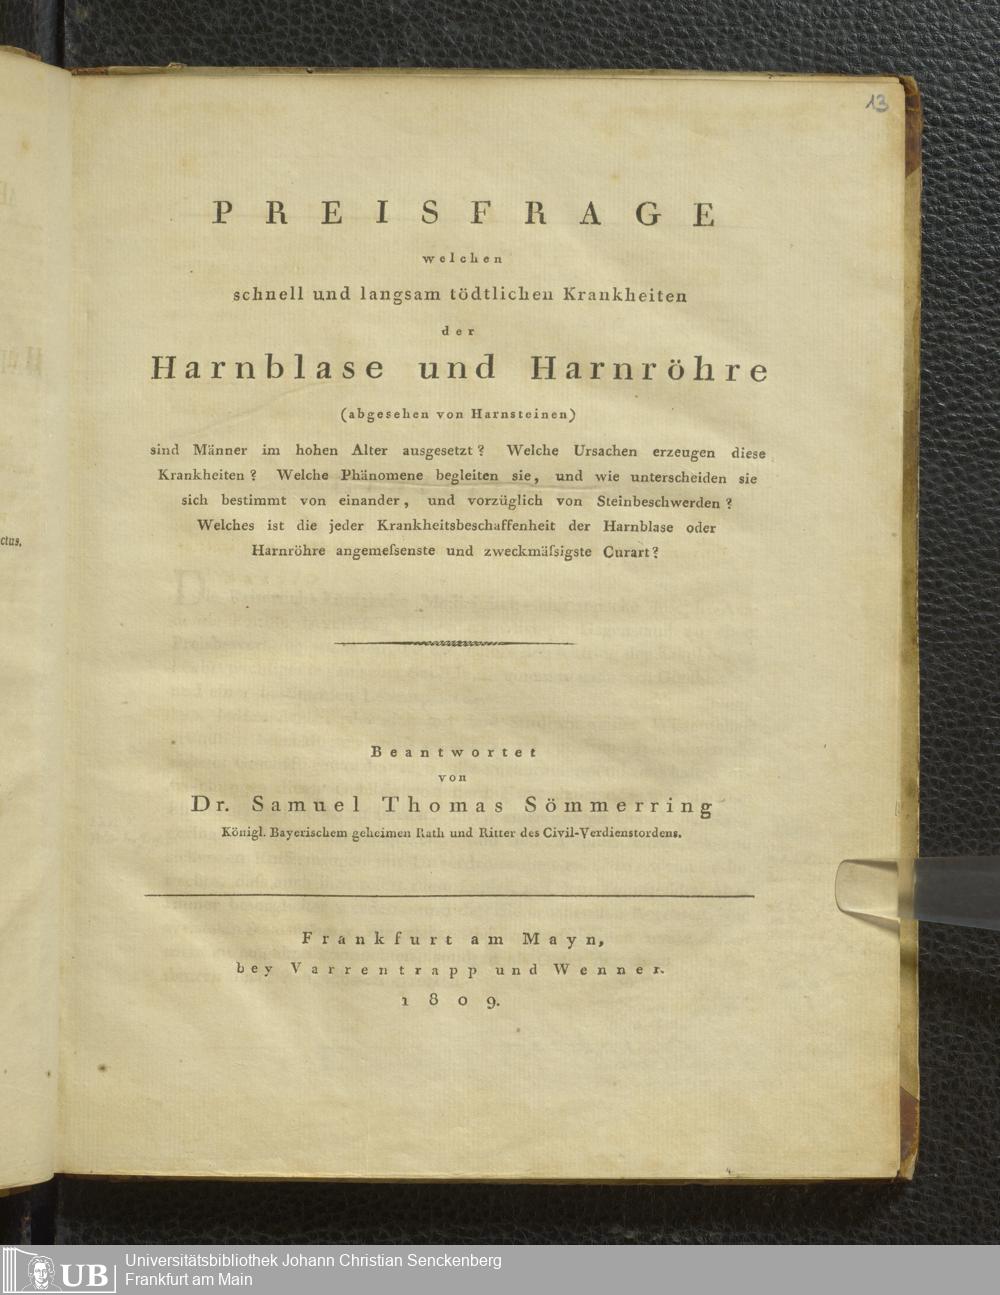 13
PREISFRAGE
welchen
schnell und langsam tödtlichen Krankheiten
der
Harnblase und Harnröhre
(abgesehen von Harnsteinen)
sind Männer im hohen Alter ausgesetzt? Welche Ursachen erzeugen diese
Krankheiten? Welche Phänomene begleiten sie, und wie unterscheiden sie
sich bestimmt von einander, und vorzüglich von Steinbeschwerden?
Welches ist die jeder Krankheitsbeschaffenheit der Harnblase oder
Harnröhre angemeſsenste und zweckmäſsigste Curart?
ctus,
Beantwortet
von
Dr. Samuel Thomas Sömmerring
Königl. Bayerischem geheimen Rath und Ritter des Civil-Verdienstordens.
Frankfurt am Mayn,
bey Varrentrapp und Wenner.
1809.
UB
Universitätsbibliothek Johann Christian Senckenberg
Frankfurt am Main